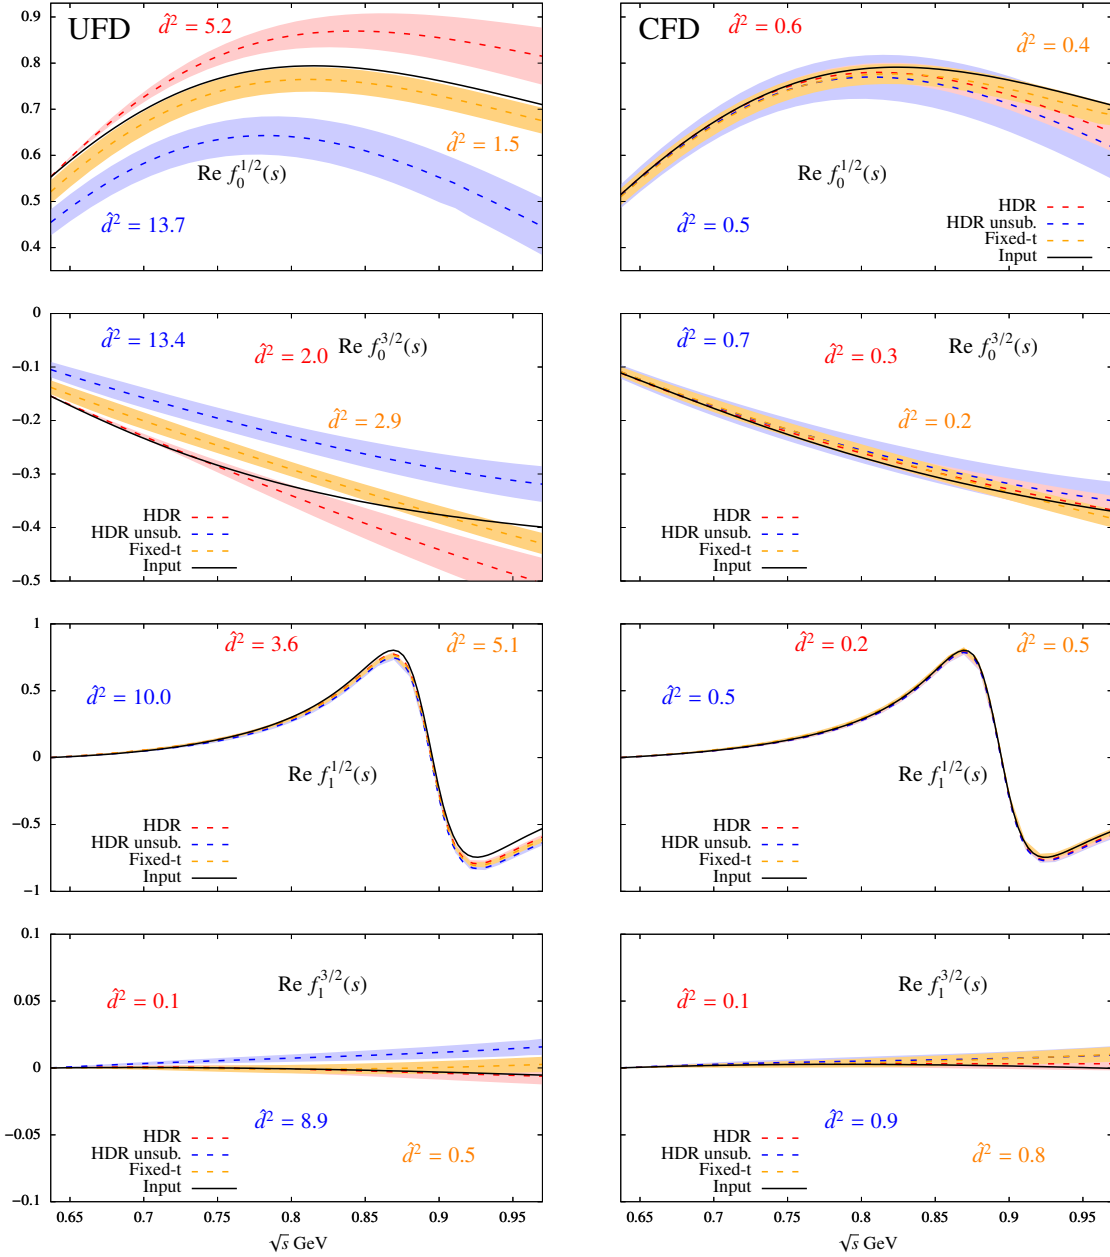 UFD
d̂² = 5.2
0.9
0.8
0.7
0.6
0.5
0.4
d̂² = 1.5
Re f₀^{1/2}(s)
d̂² = 13.7
CFD
d̂² = 0.6
d̂² = 0.4
Re f₀^{1/2}(s)
d̂² = 0.5
HDR
HDR unsub.
Fixed-t
Input
0
−0.1
−0.2
−0.3
−0.4
−0.5
d̂² = 13.4
d̂² = 2.0
Re f₀^{3/2}(s)
d̂² = 2.9
HDR
HDR unsub.
Fixed-t
Input
d̂² = 0.7
d̂² = 0.3
Re f₀^{3/2}(s)
d̂² = 0.2
HDR
HDR unsub.
Fixed-t
Input
1
0.5
0
−0.5
−1
d̂² = 3.6
d̂² = 5.1
d̂² = 10.0
Re f₁^{1/2}(s)
HDR
HDR unsub.
Fixed-t
Input
d̂² = 0.2
d̂² = 0.5
d̂² = 0.5
Re f₁^{1/2}(s)
HDR
HDR unsub.
Fixed-t
Input
0.1
0.05
0
−0.05
−0.1
d̂² = 0.1
Re f₁^{3/2}(s)
d̂² = 8.9
d̂² = 0.5
HDR
HDR unsub.
Fixed-t
Input
0.65 0.7 0.75 0.8 0.85 0.9 0.95
√s GeV
d̂² = 0.1
Re f₁^{3/2}(s)
d̂² = 0.9
d̂² = 0.8
HDR
HDR unsub.
Fixed-t
Input
0.65 0.7 0.75 0.8 0.85 0.9 0.95
√s GeV